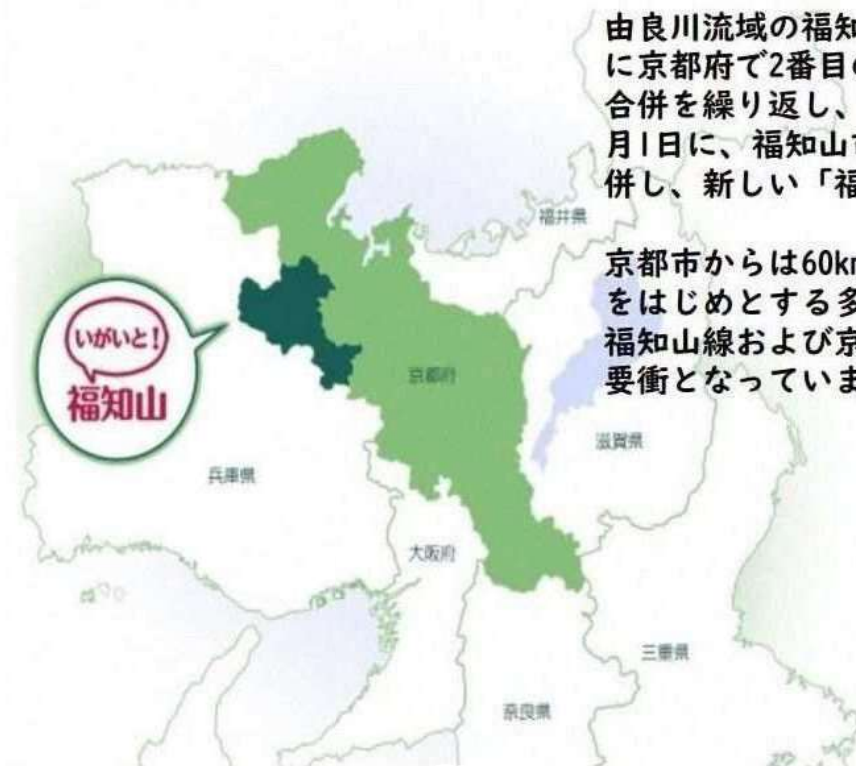 由良川流域の福知
に京都府で2番目
合併を繰り返し、
月1日に、福知山
併し、新しい「福
京都市からは60km
をはじめとする多
福知山線および京
要衝となっていま
福井県
いがいと!
福知山
京都府
滋賀県
兵庫県
大阪府
三重県
奈良県